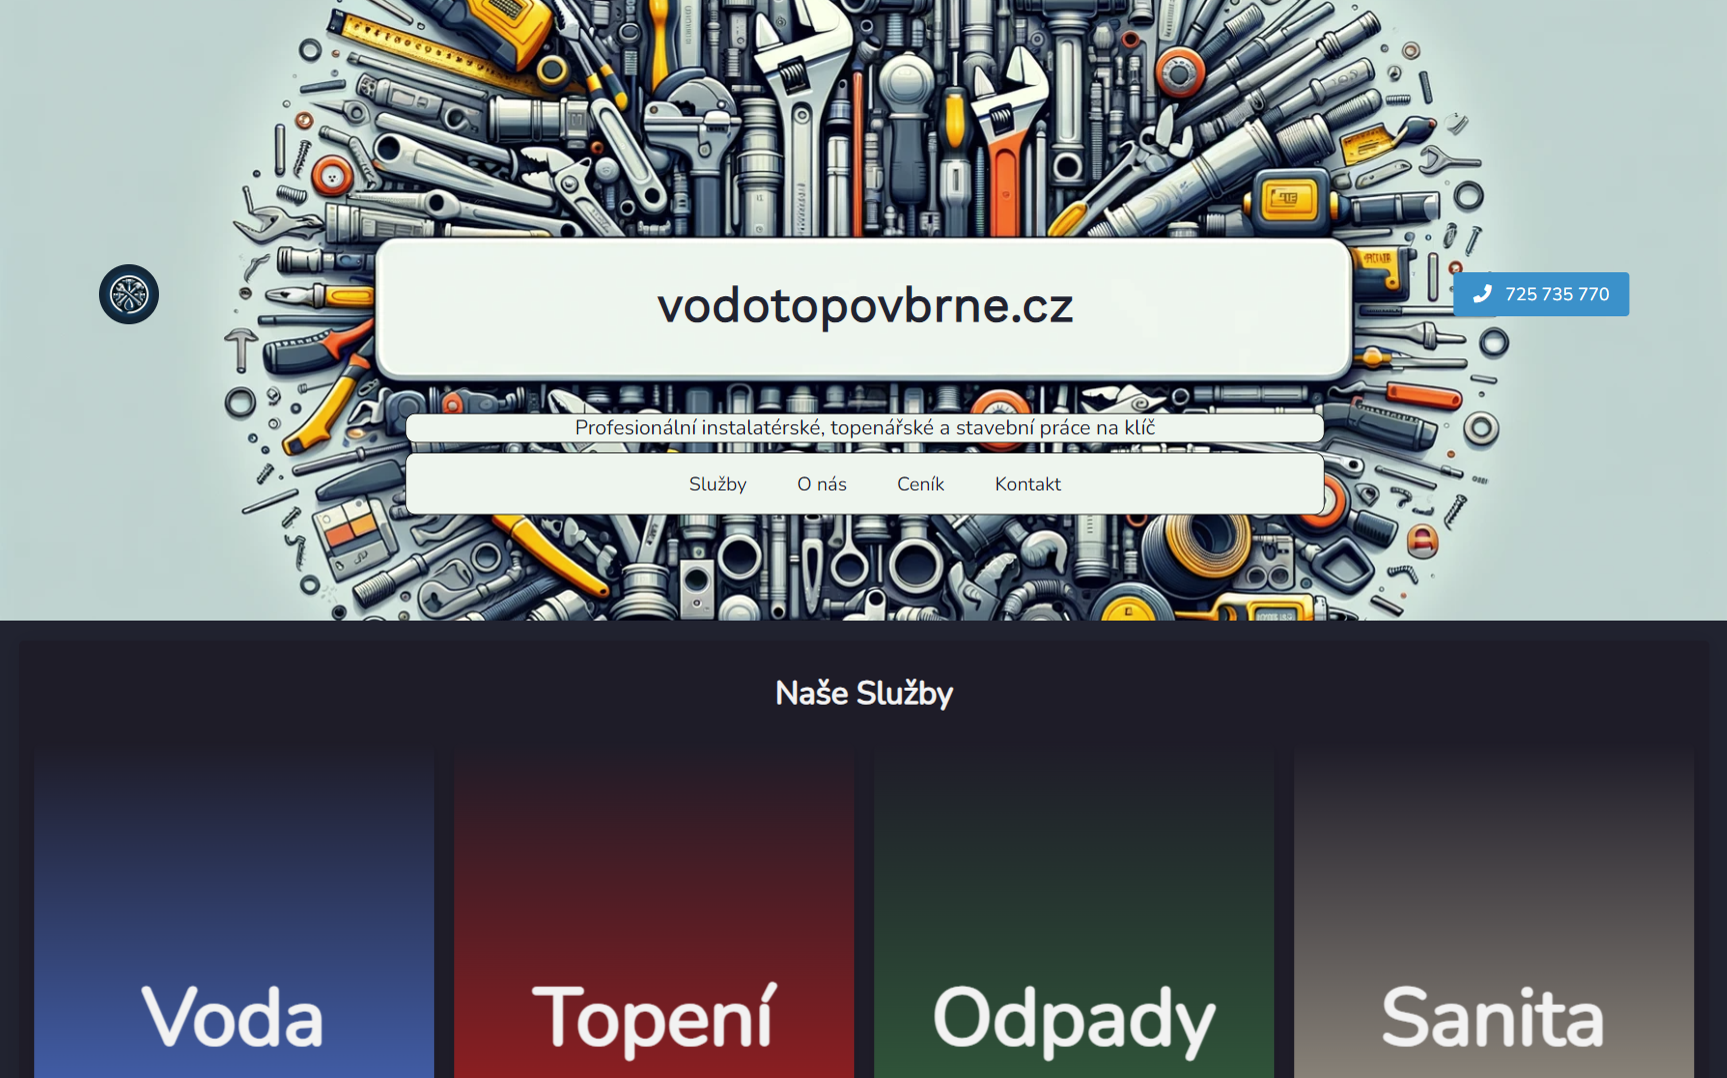 vodotopovbrne.cz
725 735 770
Profesionální instalatérské, topenářské a stavební práce na klíč
Služby O nás Ceník Kontakt
Naše Služby
Voda Topení Odpady Sanita